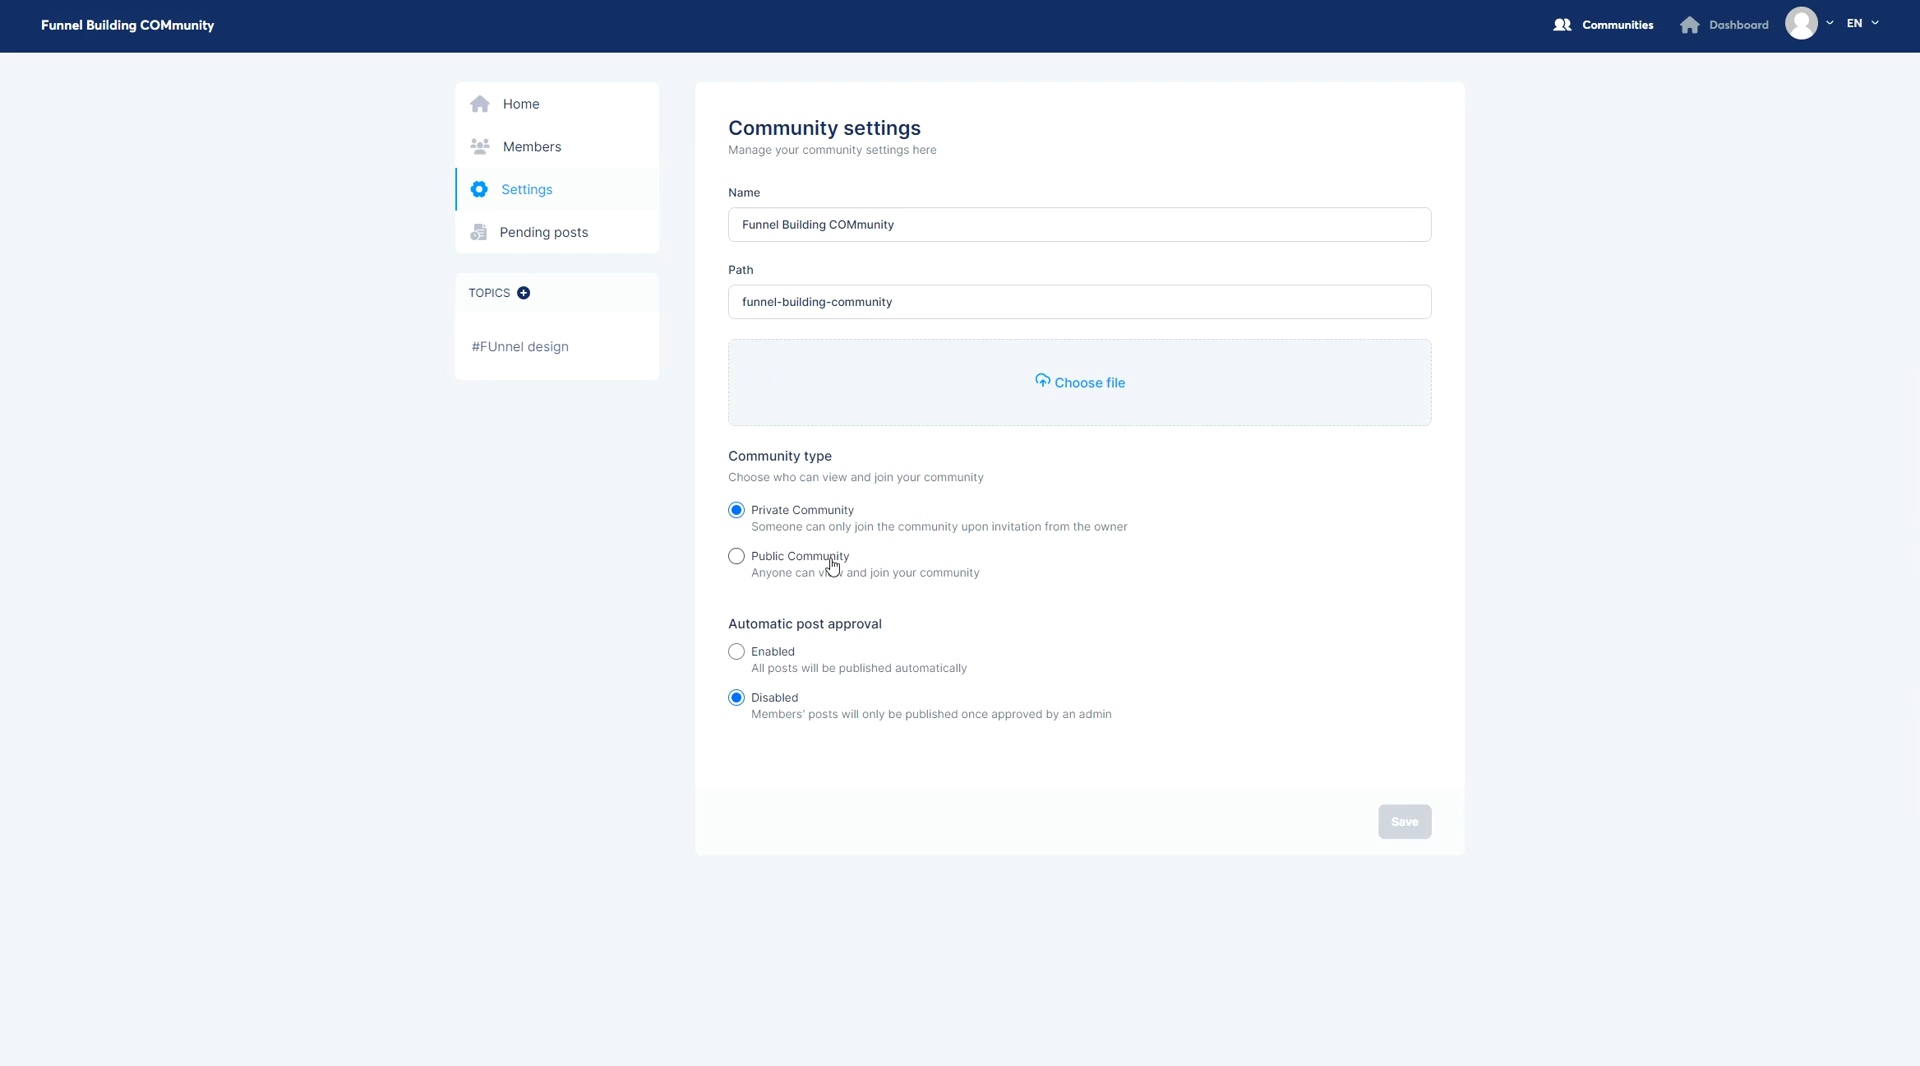 Funnel Building COMmunity
Communities
Dashboard
EN
Home
Members
Settings
Pending posts
TOPICS
#FUnnel design
Community settings
Manage your community settings here
Name
Funnel Building COMmunity
Path
funnel-building-community
Choose file
Community type
Choose who can view and join your community
Private Community
Someone can only join the community upon invitation from the owner
Public Community
Anyone can view and join your community
Automatic post approval
Enabled
All posts will be published automatically
Disabled
Members' posts will only be published once approved by an admin
Save